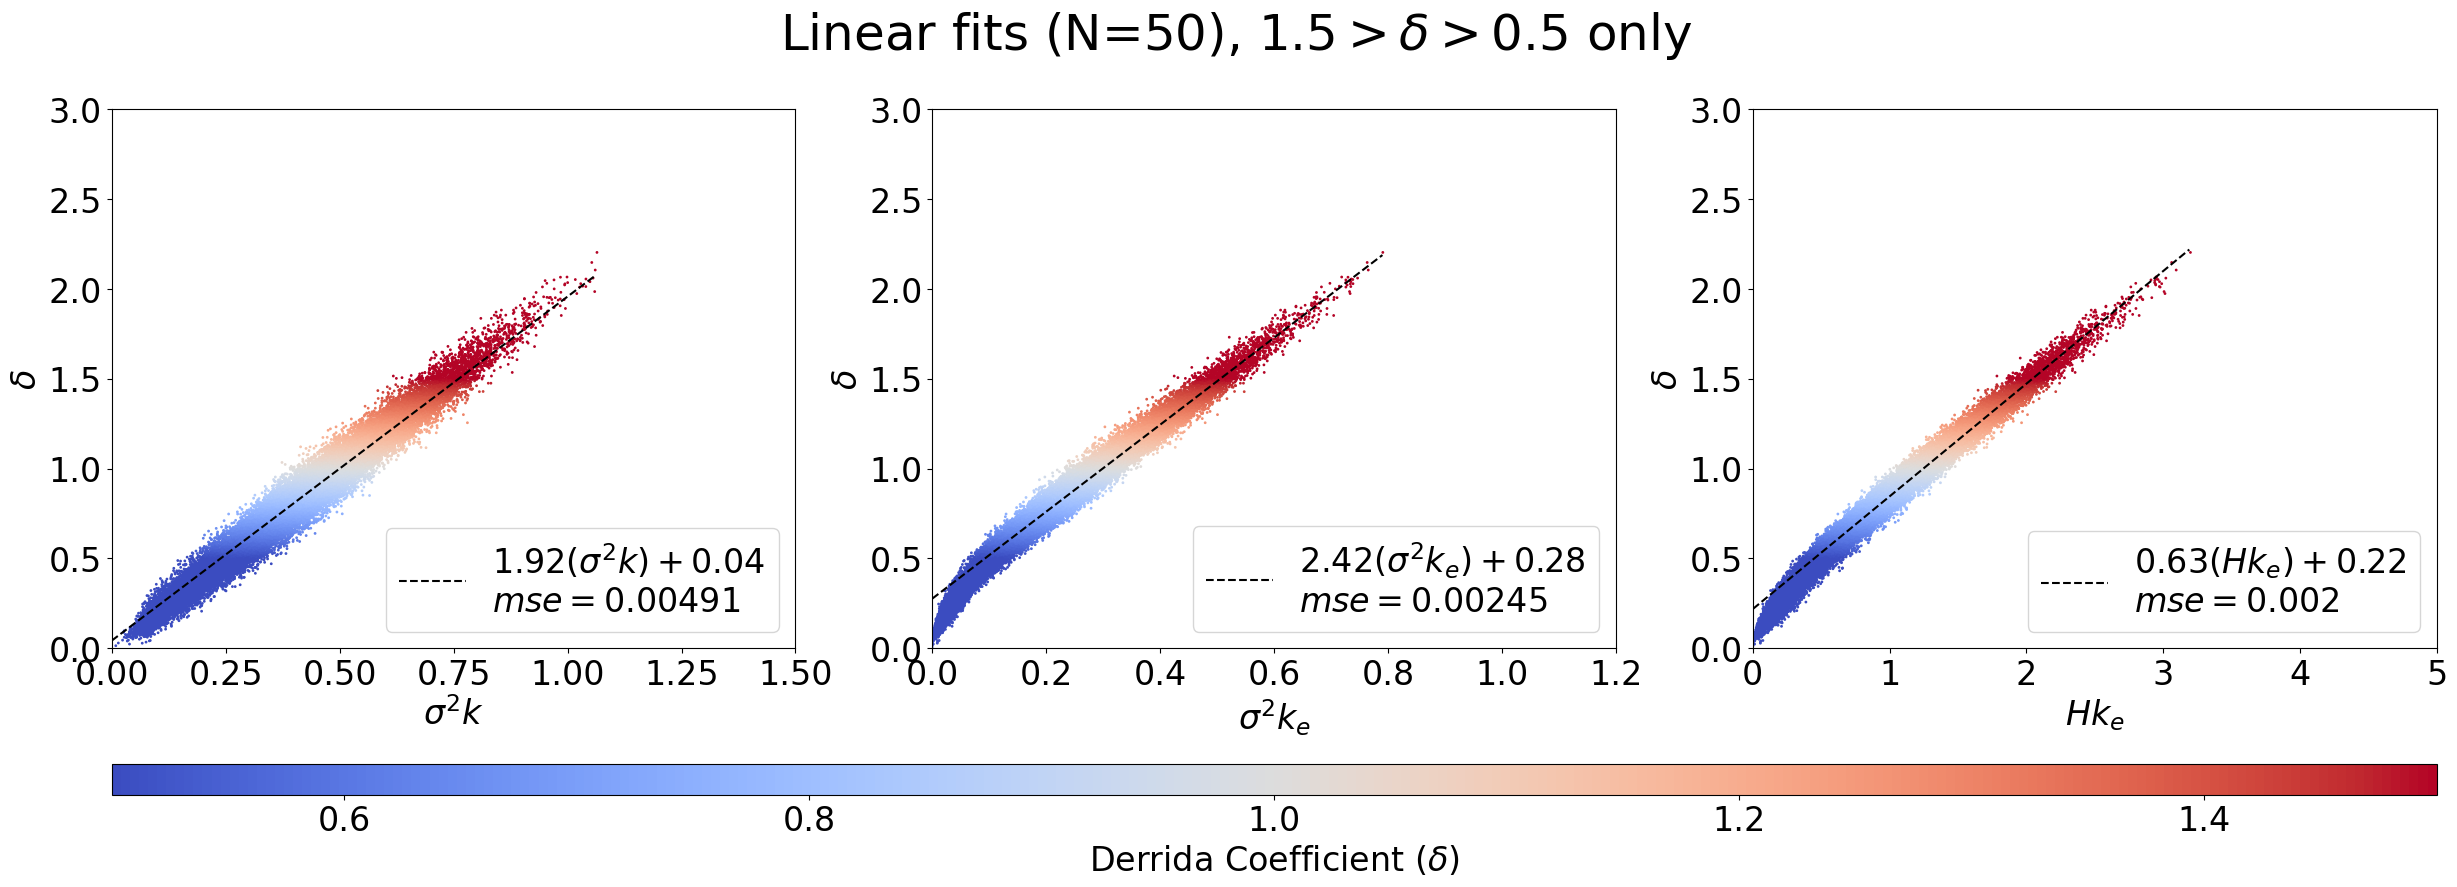 Linear fits (N=50), 1.5 > δ > 0.5 only
3.0
2.5
2.0
1.5
1.0
0.5
0.0
δ
0.00 0.25 0.50 0.75 1.00 1.25 1.50
σ²k
1.92(σ²k) + 0.04
mse = 0.00491
3.0
2.5
2.0
1.5
1.0
0.5
0.0
δ
0.0 0.2 0.4 0.6 0.8 1.0 1.2
σ²kₑ
2.42(σ²kₑ) + 0.28
mse = 0.00245
3.0
2.5
2.0
1.5
1.0
0.5
0.0
δ
0 1 2 3 4 5
Hkₑ
0.63(Hkₑ) + 0.22
mse = 0.002
0.6 0.8 1.0 1.2 1.4
Derrida Coefficient (δ)